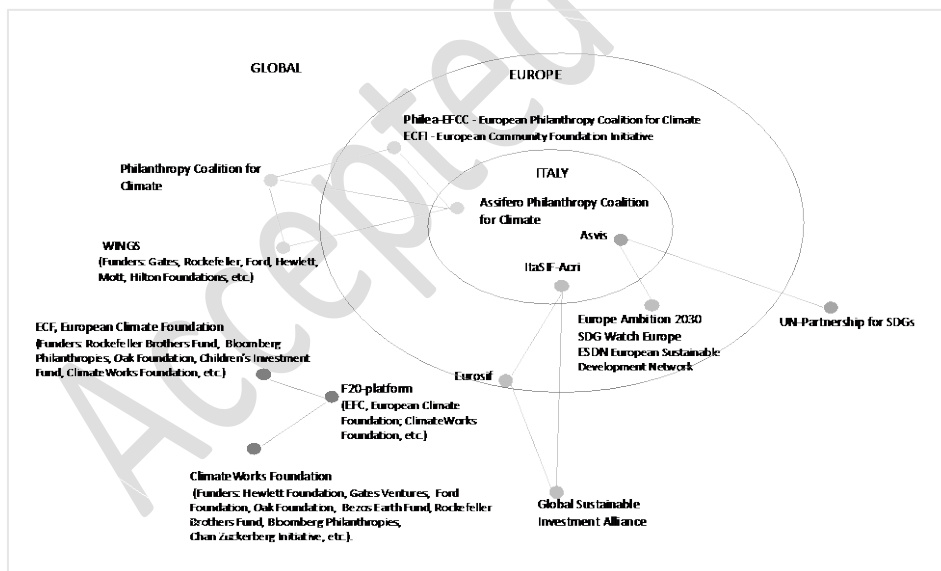 GLOBAL
EUROPE
Philea-EFCC - European Philanthropy Coalition for Climate
ECFI - European Community Foundation Initiative
Philanthropy Coalition for
Climate
ITALY
Assifero Philanthropy Coalition
for Climate
Asvis
WINGS
(Funders: Gates, Rockefeller, Ford, Hewlett,
Mott, Hilton Foundations, etc.)
ItaSIF-Acri
ECF, European Climate Foundation
(Funders: Rockefeller Brothers Fund, Bloomberg
Philanthropies, Oak Foundation, Children's Investment
Fund, ClimateWorks Foundation, etc.)
Europe Ambition 2030
SDG Watch Europe
ESDN European Sustainable
Development Network
UN-Partnership for SDGs
Eurosif
F20-platform
(EFC, European Climate
Foundation; ClimateWorks
Foundation, etc.)
ClimateWorks Foundation
(Funders: Hewlett Foundation, Gates Ventures, Ford
Foundation, Oak Foundation, Bezos Earth Fund, Rockefeller
Brothers Fund, Bloomberg Philanthropies,
Chan Zuckerberg Initiative, etc.).
Global Sustainable
Investment Alliance
Accepted